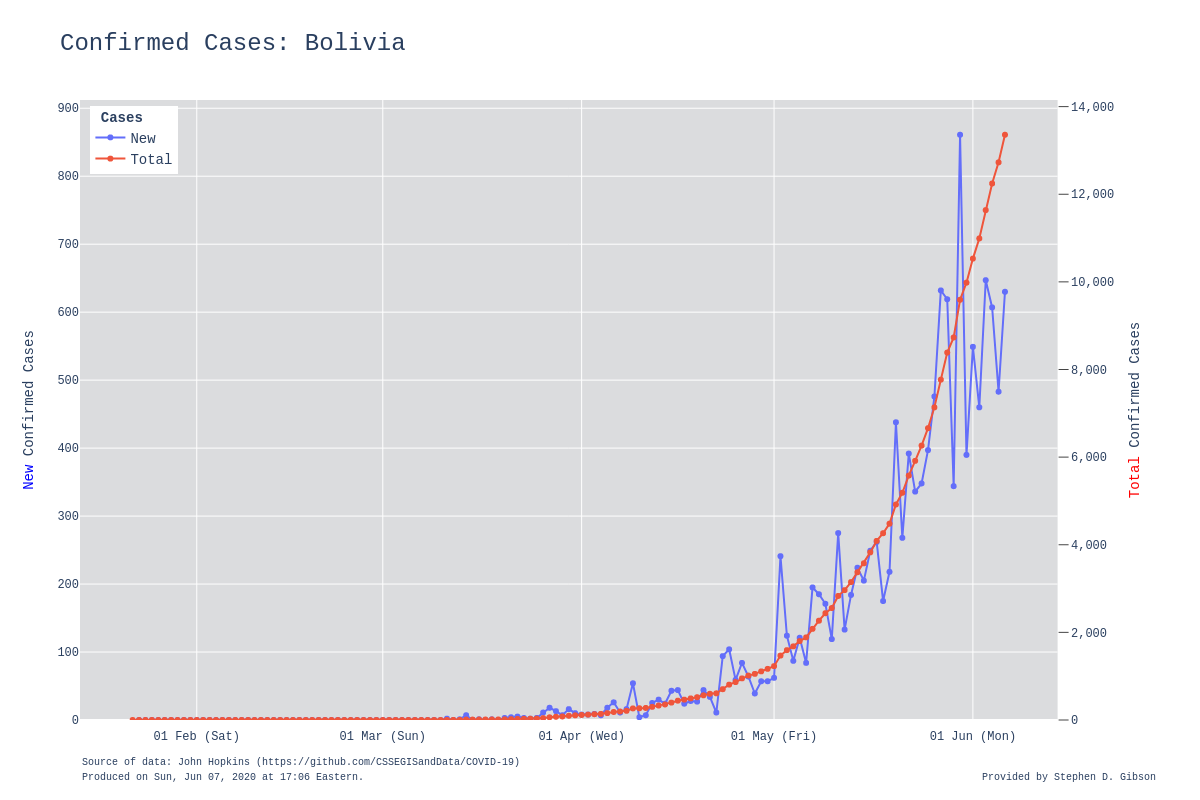 Confirmed Cases: Bolivia
Cases
New
Total
900
800
700
600
500
400
300
200
100
0
New Confirmed Cases
14,000
12,000
10,000
8,000
6,000
4,000
2,000
0
Total Confirmed Cases
01 Feb (Sat)
01 Mar (Sun)
01 Apr (Wed)
01 May (Fri)
01 Jun (Mon)
Source of data: John Hopkins (https://github.com/CSSEGISandData/COVID-19)
Produced on Sun, Jun 07, 2020 at 17:06 Eastern.
Provided by Stephen D. Gibson